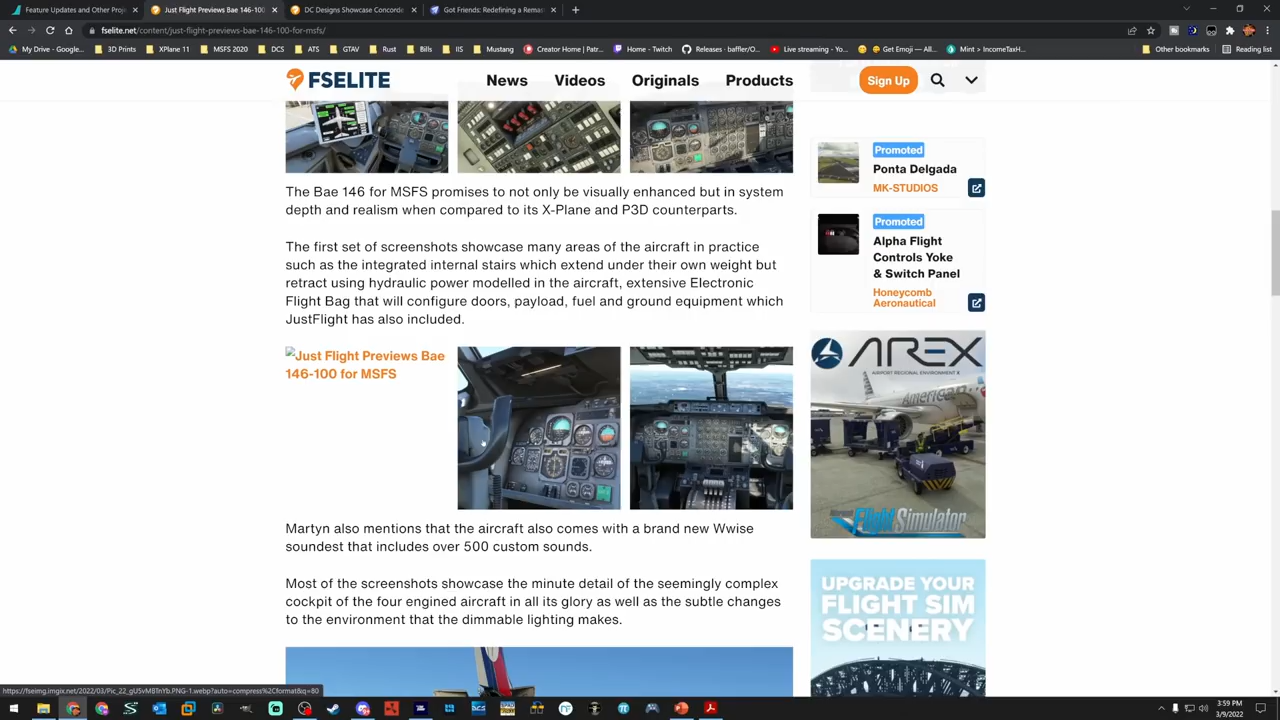 Feature Updates and Other Proje
Just Flight Previews BAe 146-100
DC Designs Showcase Concorde
Got Friends: Redefining a Remas
fselite.net/content/just-flight-previews-bae-146-100-for-msfs/
My Drive - Google...
3D Prints
XPlane 11
MSFS 2020
DCS
ATS
GTAV
Rust
Bills
IIS
Mustang
Creator Home | Patr...
Home - Twitch
Releases · baffler/O...
Live streaming - Yo...
Get Emoji — All...
Mint > IncomeTaxH...
Other bookmarks
Reading list
FSELITE
News
Videos
Originals
Products
Sign Up
The Bae 146 for MSFS promises to not only be visually enhanced but in system
depth and realism when compared to its X-Plane and P3D counterparts.
The first set of screenshots showcase many areas of the aircraft in practice
such as the integrated internal stairs which extend under their own weight but
retract using hydraulic power modelled in the aircraft, extensive Electronic
Flight Bag that will configure doors, payload, fuel and ground equipment which
JustFlight has also included.
Just Flight Previews Bae
146-100 for MSFS
Martyn also mentions that the aircraft also comes with a brand new Wwise
soundest that includes over 500 custom sounds.
Most of the screenshots showcase the minute detail of the seemingly complex
cockpit of the four engined aircraft in all its glory as well as the subtle changes
to the environment that the dimmable lighting makes.
Promoted
Ponta Delgada
MK-STUDIOS
Promoted
Alpha Flight
Controls Yoke
& Switch Panel
Honeycomb
Aeronautical
AREX
AIRPORT REGIONAL ENVIRONMENT
American
Flight Simulator
UPGRADE YOUR
FLIGHT SIM
SCENERY
https://fseimg.imgix.net/2022/03/Pic_22_gU5vMBTnYb.PNG-1.webp?auto=compress%2Cformat&q=80
3:59 PM
3/9/2022